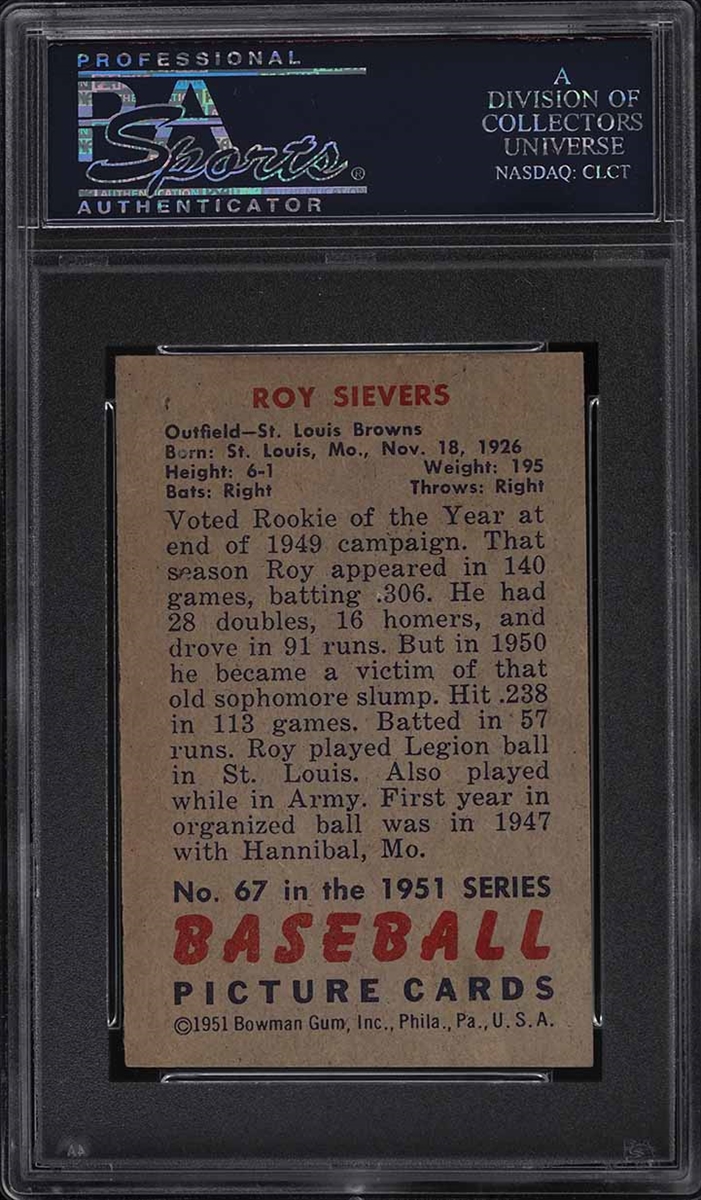 PROFESSIONAL
PSA
Sports®
AUTHENTICATOR
A
DIVISION OF
COLLECTORS
UNIVERSE
NASDAQ: CLCT
ROY SIEVERS
Outfield—St. Louis Browns
Born: St. Louis, Mo., Nov. 18, 1926
Height: 6-1 Weight: 195
Bats: Right Throws: Right
Voted Rookie of the Year at
end of 1949 campaign. That
season Roy appeared in 140
games, batting .306. He had
28 doubles, 16 homers, and
drove in 91 runs. But in 1950
he became a victim of that
old sophomore slump. Hit .238
in 113 games. Batted in 57
runs. Roy played Legion ball
in St. Louis. Also played
while in Army. First year in
organized ball was in 1947
with Hannibal, Mo.
No. 67 in the 1951 SERIES
BASEBALL
PICTURE CARDS
©1951 Bowman Gum, Inc., Phila., Pa., U. S. A.